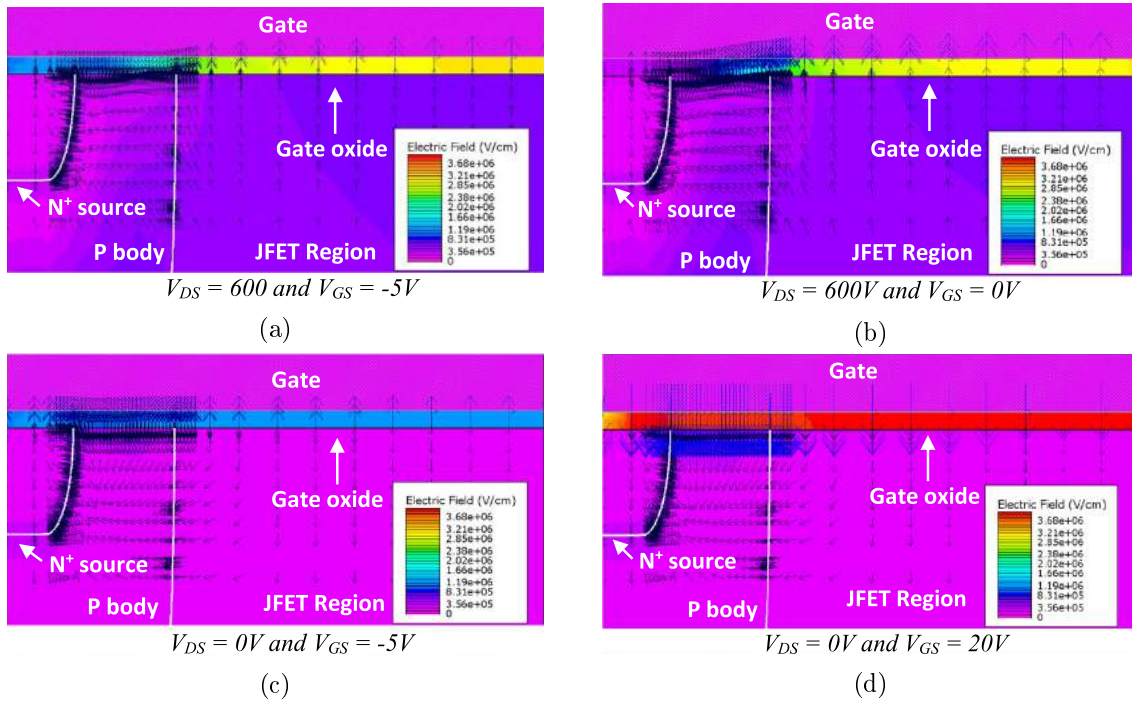 Gate
Gate oxide
Electric Field (V/cm)
3.68e+06
3.21e+06
2.85e+06
2.38e+06
2.02e+06
1.66e+06
1.19e+06
8.31e+05
3.56e+05
0
N+ source
P body
JFET Region
VDS = 600 and VGS = -5V
(a)
Gate
Gate oxide
Electric Field (V/cm)
3.68e+06
3.21e+06
2.85e+06
2.38e+06
2.02e+06
1.66e+06
1.19e+06
8.31e+05
3.56e+05
0
N+ source
P body
JFET Region
VDS = 600V and VGS = 0V
(b)
Gate
Gate oxide
Electric Field (V/cm)
3.68e+06
3.21e+06
2.85e+06
2.38e+06
2.02e+06
1.66e+06
1.19e+06
8.31e+05
3.56e+05
0
N+ source
P body
JFET Region
VDS = 0V and VGS = -5V
(c)
Gate
Gate oxide
Electric Field (V/cm)
3.68e+06
3.21e+06
2.85e+06
2.38e+06
2.02e+06
1.66e+06
1.19e+06
8.31e+05
3.56e+05
0
N+ source
P body
JFET Region
VDS = 0V and VGS = 20V
(d)